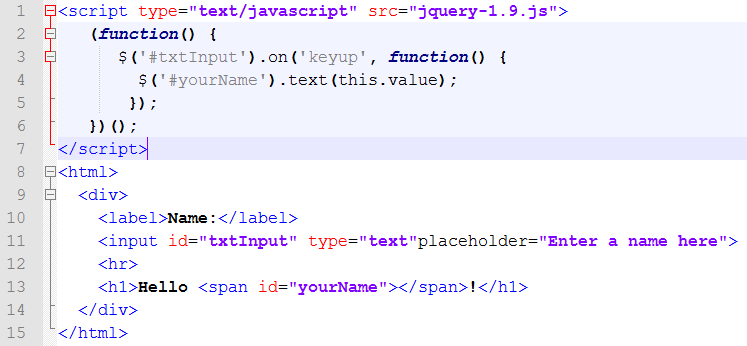 1 <script type="text/javascript" src="jquery-1.9.js">
2 (function() {
3 $('#txtInput').on('keyup', function() {
4 $('#yourName').text(this.value);
5 });
6 })();
7 </script>
8 <html>
9 <div>
10 <label>Name:</label>
11 <input id="txtInput" type="text"placeholder="Enter a name here">
12 <hr>
13 <h1>Hello <span id="yourName"></span>!</h1>
14 </div>
15 </html>